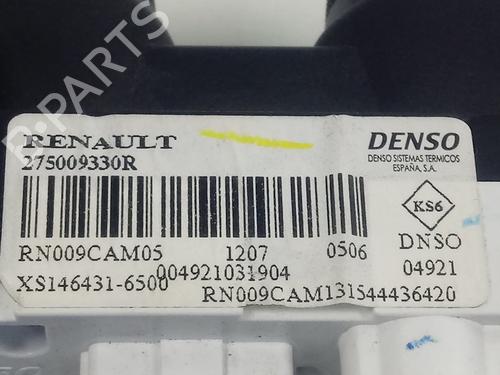 B-PARTS
RENAULT
275009330R
DENSO
DENSO SISTEMAS TERMICOS
ESPAÑA, S.A.
KS6
RN009CAM05 1207 0506 DNSO
004921031904 04921
XS146431-6500
RN009CAM131544436420